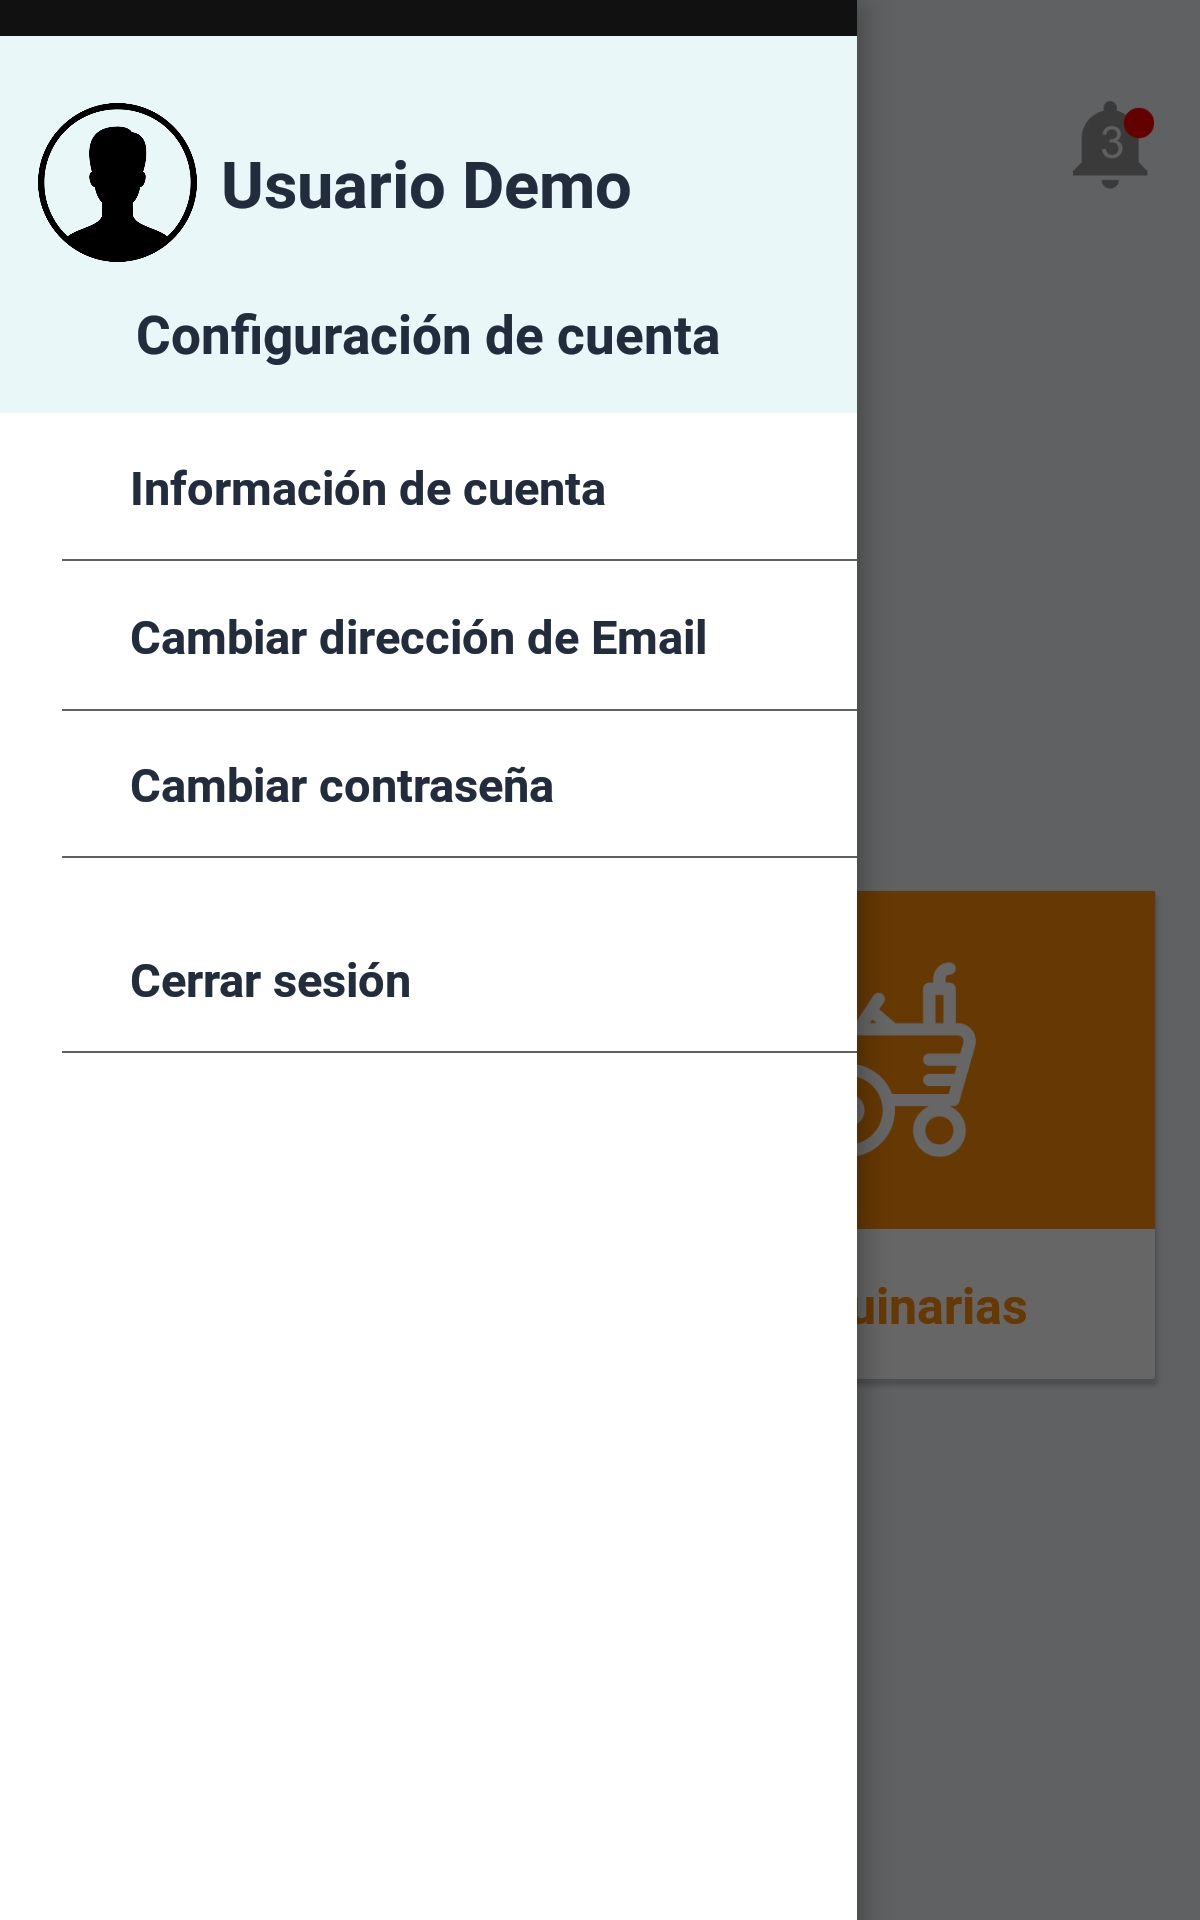 Usuario Demo
3
Configuración de cuenta
Información de cuenta
Cambiar dirección de Email
Cambiar contraseña
Cerrar sesión
uinarias